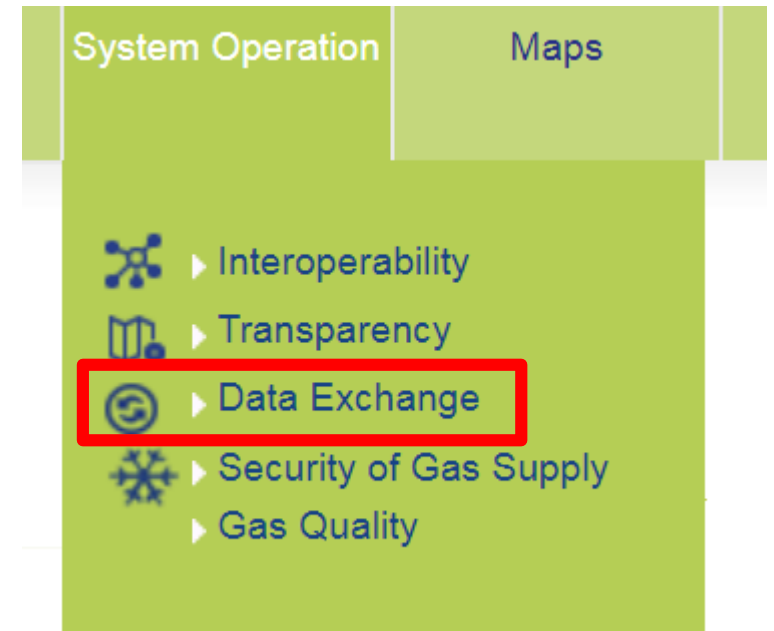 System Operation
Maps
Interoperability
Transparency
Data Exchange
Security of Gas Supply
Gas Quality